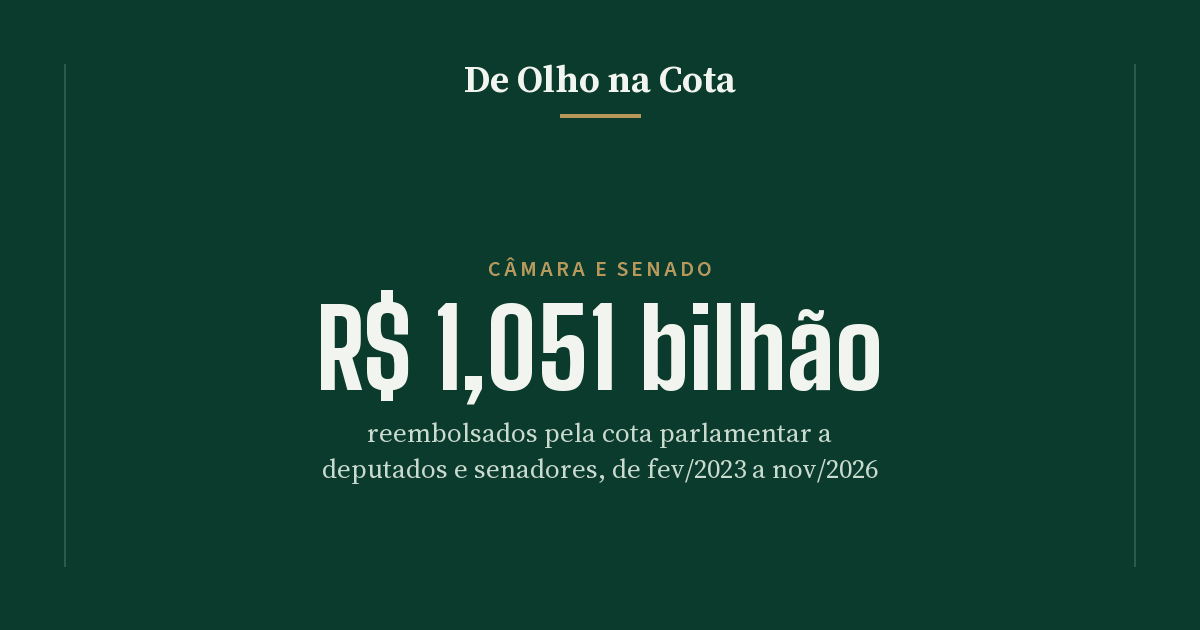 De Olho na Cota
CÂMARA E SENADO
R$ 1,051 bilhão
reembolsados pela cota parlamentar a
deputados e senadores, de fev/2023 a nov/2026